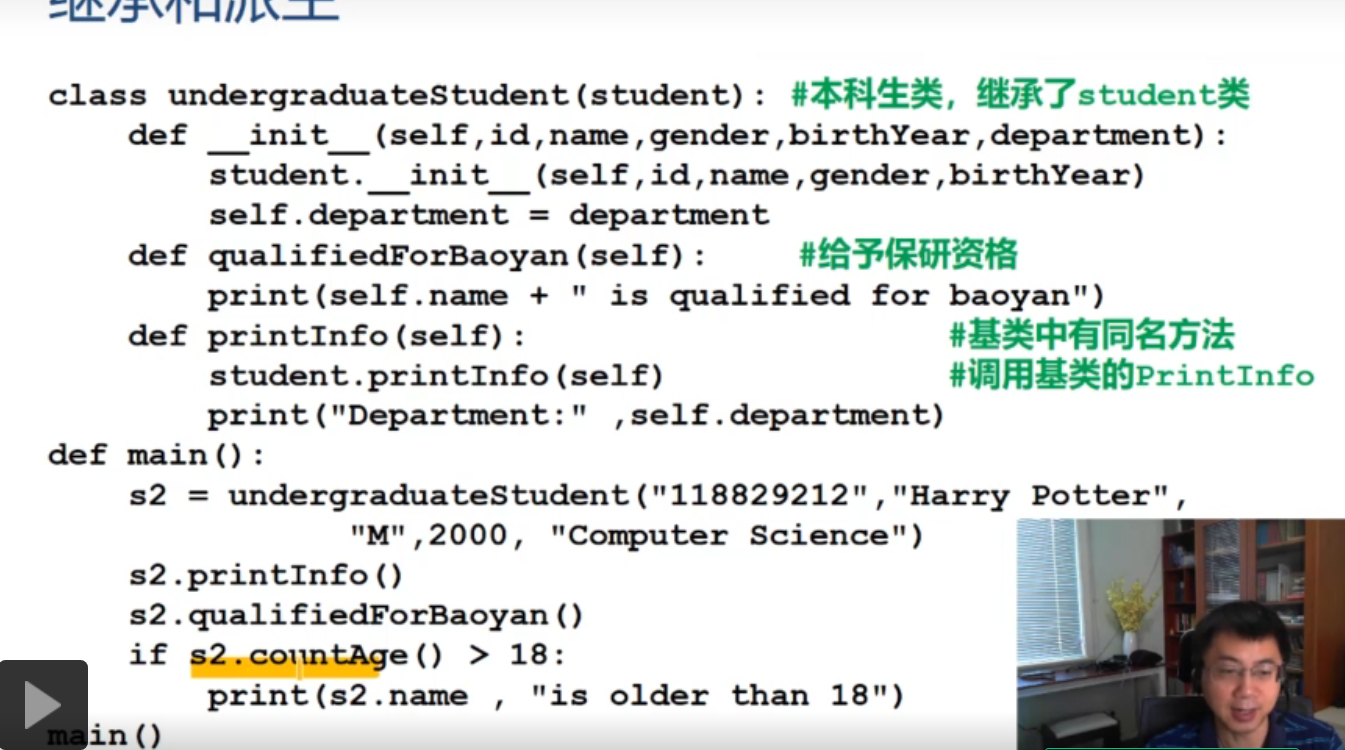 继承和派生
class undergraduateStudent(student): #本科生类，继承了student类
def __init__(self,id,name,gender,birthYear,department):
student.__init__(self,id,name,gender,birthYear)
self.department = department
def qualifiedForBaoyan(self): #给予保研资格
print(self.name + " is qualified for baoyan")
def printInfo(self): #基类中有同名方法
student.printInfo(self) #调用基类的PrintInfo
print("Department:" ,self.department)
def main():
s2 = undergraduateStudent("118829212","Harry Potter",
"M",2000, "Computer Science")
s2.printInfo()
s2.qualifiedForBaoyan()
if s2.countAge() > 18:
print(s2.name , "is older than 18")
main()